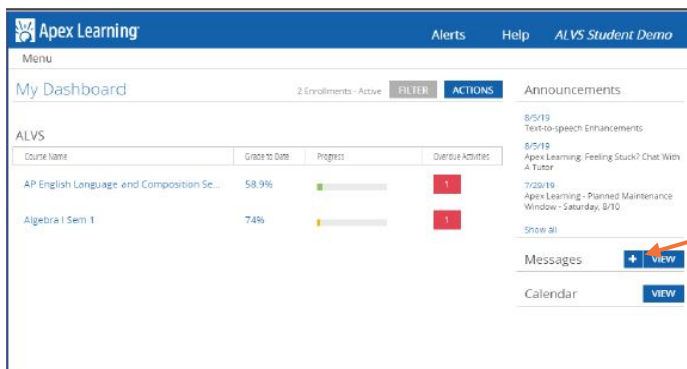 Apex Learning
Alerts Help ALVS Student Demo
Menu
My Dashboard
2 Enrollments - Active FILTER ACTIONS
ALVS
Course Name Grade to Date Progress Overdue Activities
AP English Language and Composition Se... 58.9% 1
Algebra I Sem 1 74% 1
Announcements
8/5/19
Text-to-speech Enhancements
8/5/19
Apex Learning: Feeling Stuck? Chat With
A Tutor
7/29/19
Apex Learning - Planned Maintenance
Window - Saturday, 8/10
Show all
Messages + VIEW
Calendar VIEW